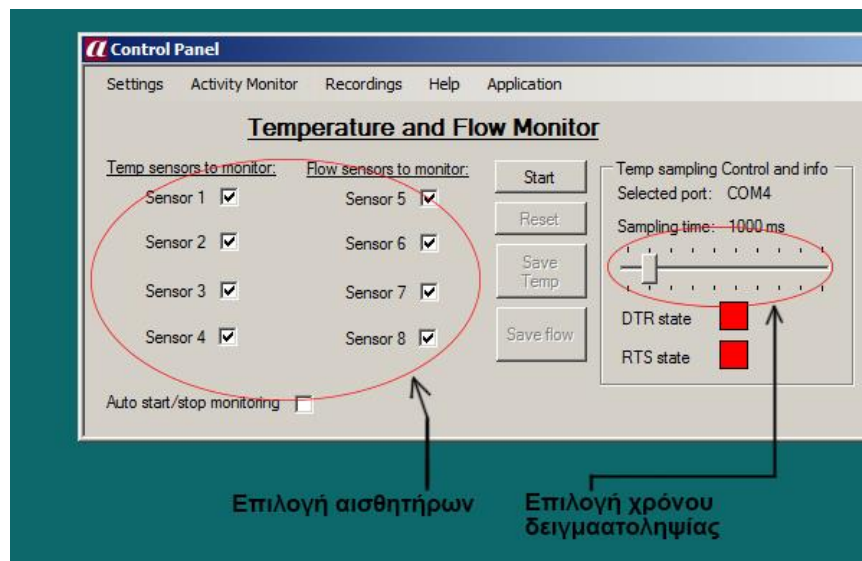 Control Panel
Settings Activity Monitor Recordings Help Application
Temperature and Flow Monitor
Temp sensors to monitor:
Sensor 1
Sensor 2
Sensor 3
Sensor 4
Flow sensors to monitor:
Sensor 5
Sensor 6
Sensor 7
Sensor 8
Auto start/stop monitoring
Start
Reset
Save
Temp
Save flow
Temp sampling Control and info
Selected port: COM4
Sampling time: 1000 ms
DTR state
RTS state
Επιλογή αισθητήρων
Επιλογή χρόνου
δειγμαατοληψίας